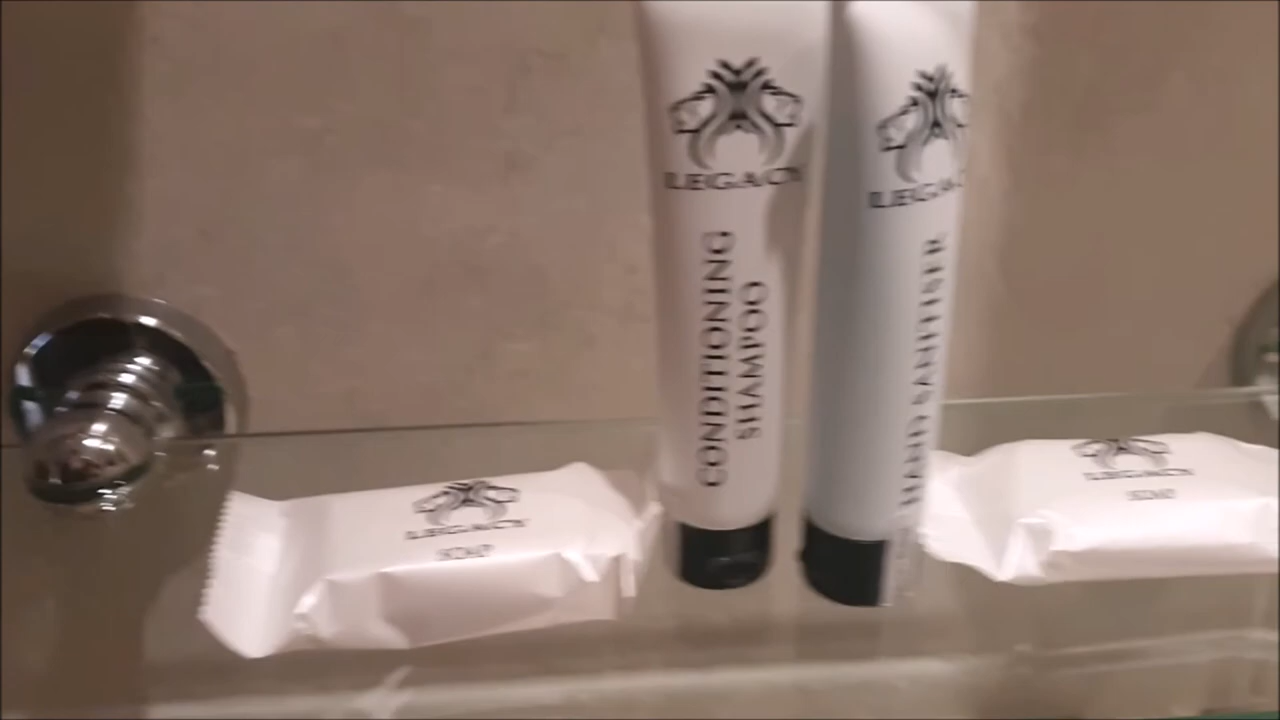 LEGACY
CONDITIONING
SHAMPOO
LEGACY
HAND SANITISER
LEGACY
SOAP
LEGACY
SOAP